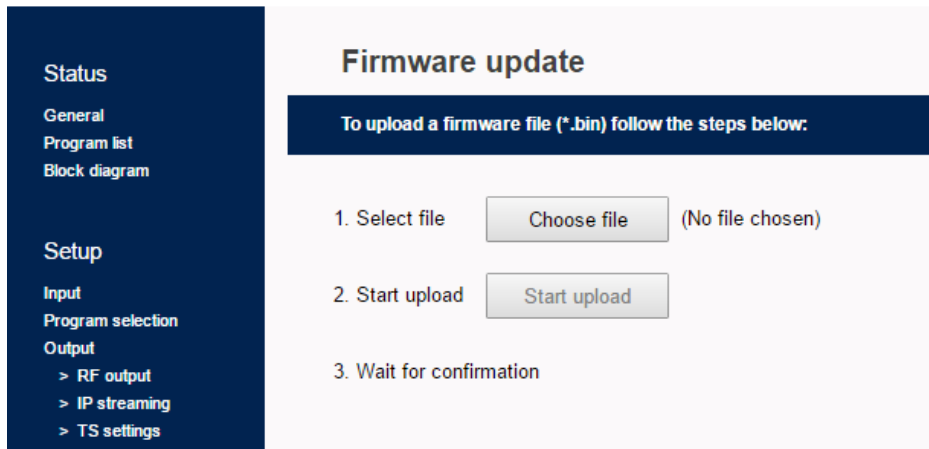 Status
General
Program list
Block diagram
Setup
Input
Program selection
Output
> RF output
> IP streaming
> TS settings
Firmware update
To upload a firmware file (*.bin) follow the steps below:
1. Select file Choose file (No file chosen)
2. Start upload Start upload
3. Wait for confirmation